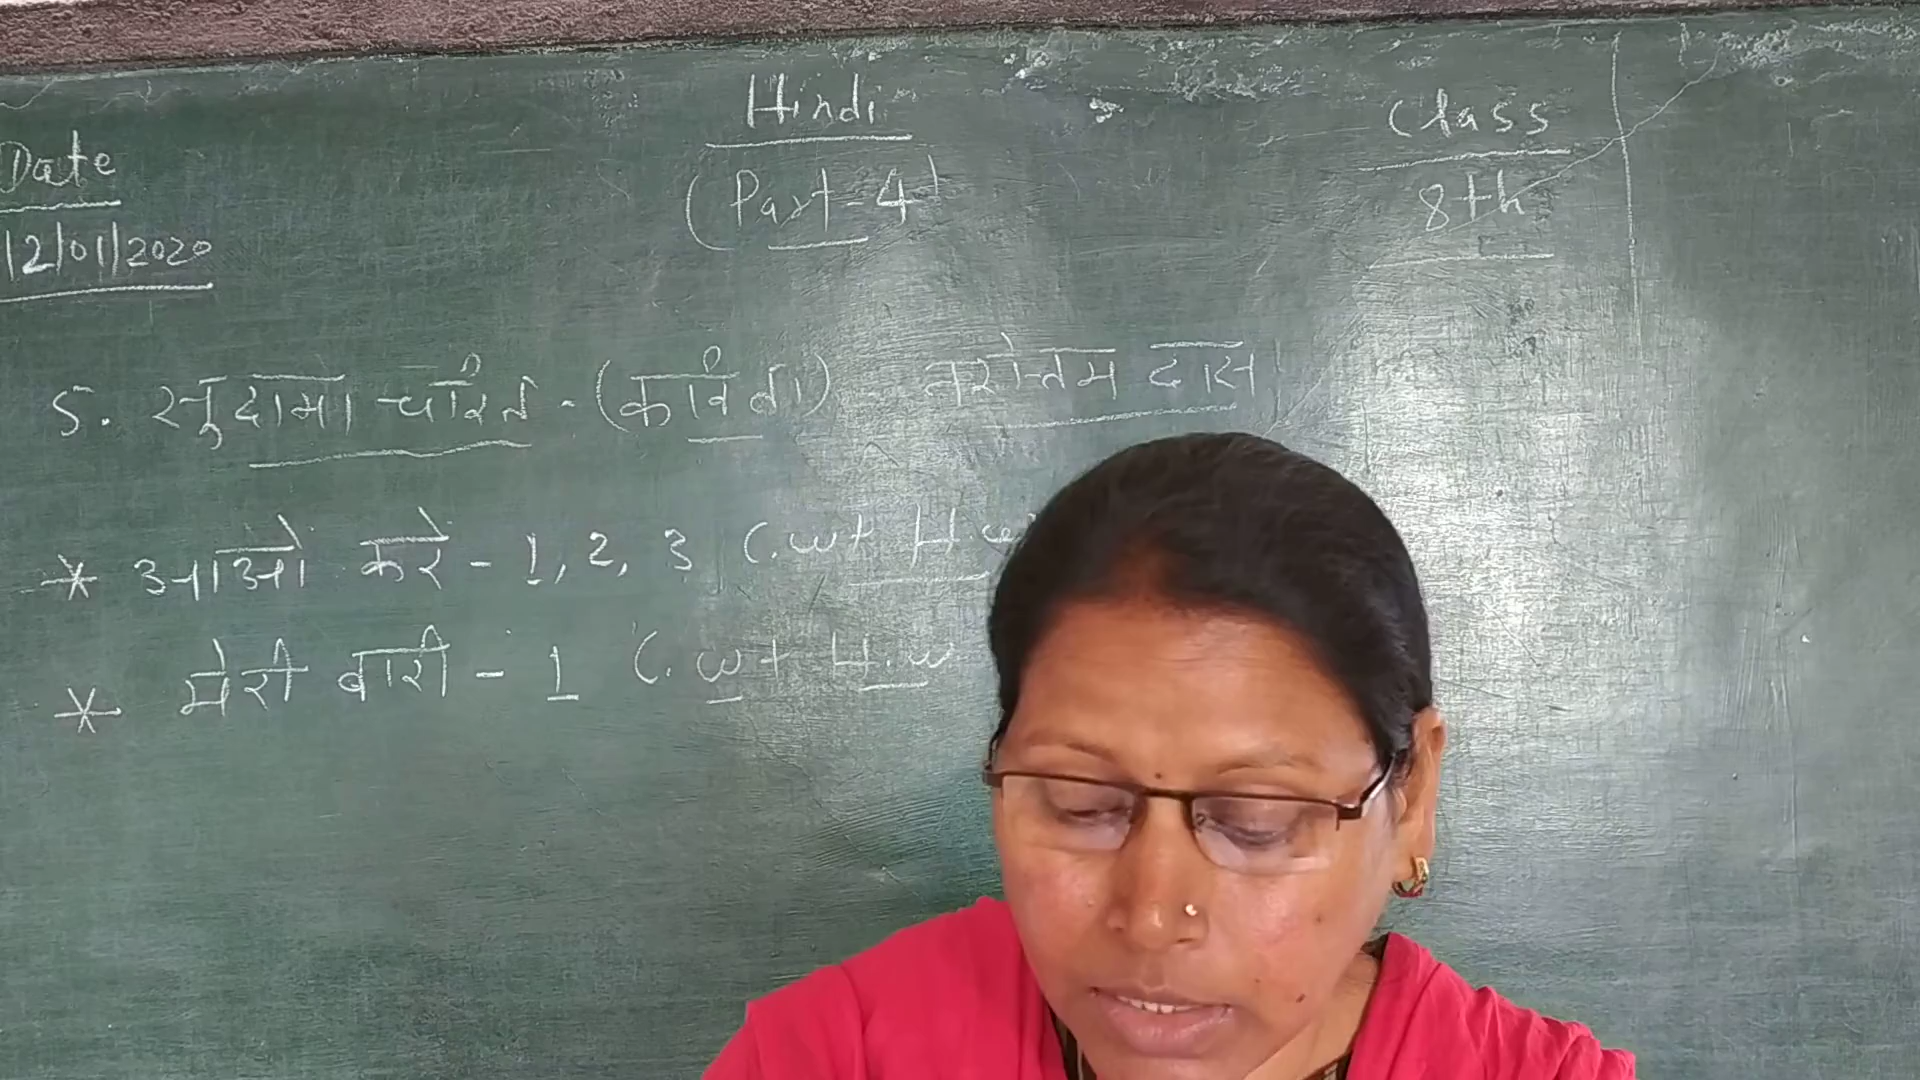 Hindi
Class
Date
(Part-4)
8th
12/01/2020
5. सुदामा चरित - (कविता) - नरोत्तम दास
* आओ करे - 1, 2, 3 C.w + H.w
* मेरी बारी - 1 C.w + H.w